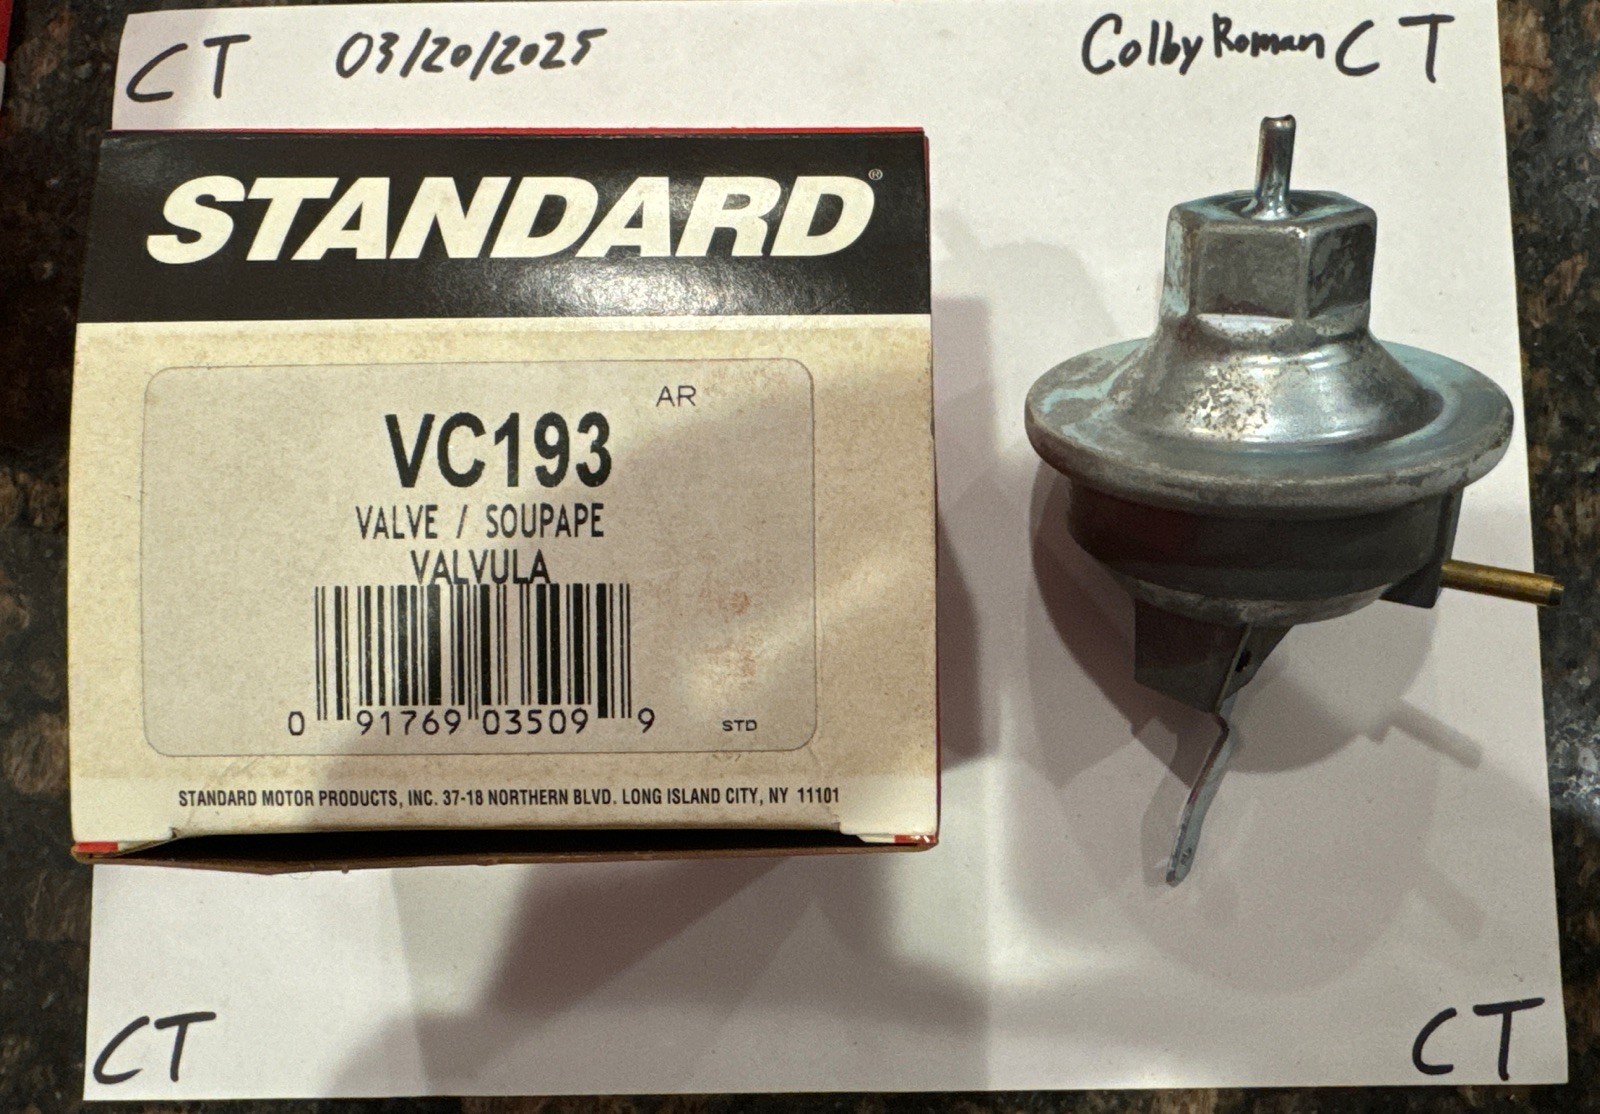 CT 03/20/2025 Colby Roman CT
STANDARD®
AR
VC193
VALVE / SOUPAPE
VALVULA
0 91769 03509 9
STD
STANDARD MOTOR PRODUCTS, INC. 37-18 NORTHERN BLVD. LONG ISLAND CITY, NY 11101
CT CT